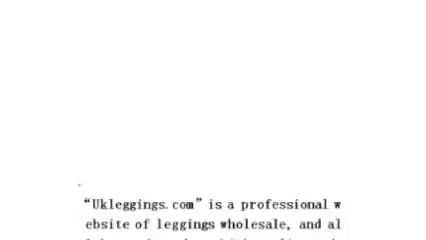 “Ukleggings.com” is a professional w
ebsite of leggings wholesale, and al